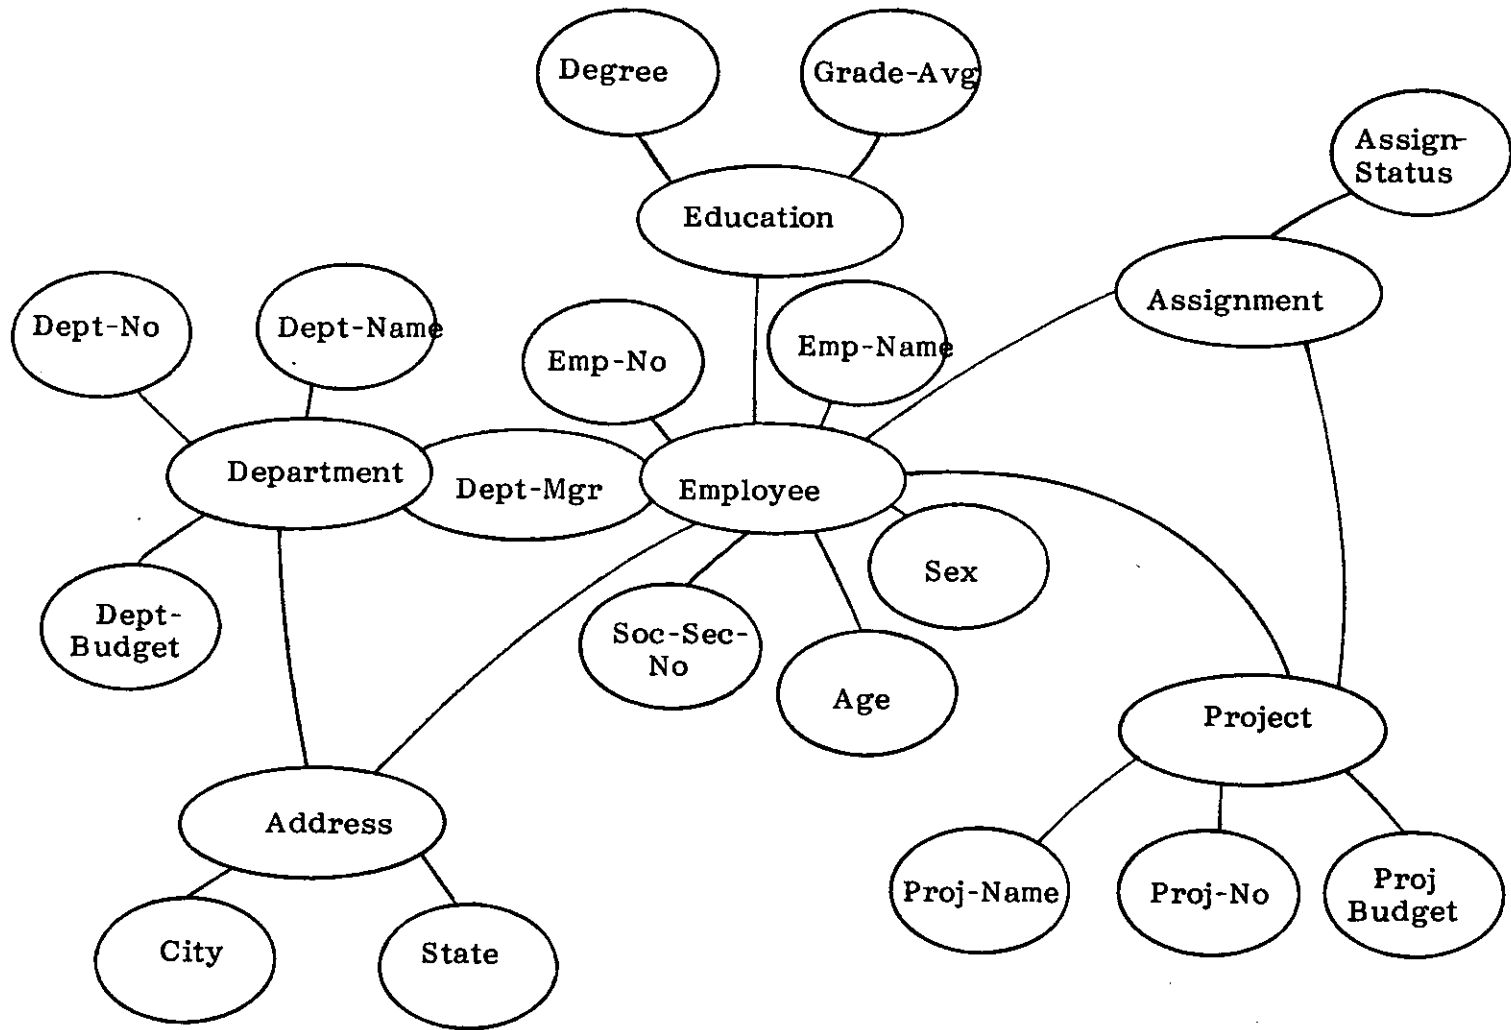 Degree
Grade-Avg
Assign-
Status
Education
Assignment
Dept-No
Dept-Name
Emp-No
Emp-Name
Department
Dept-Mgr
Employee
Sex
Dept-
Budget
Soc-Sec-
No
Age
Project
Address
Proj-Name
Proj-No
Proj
Budget
City
State